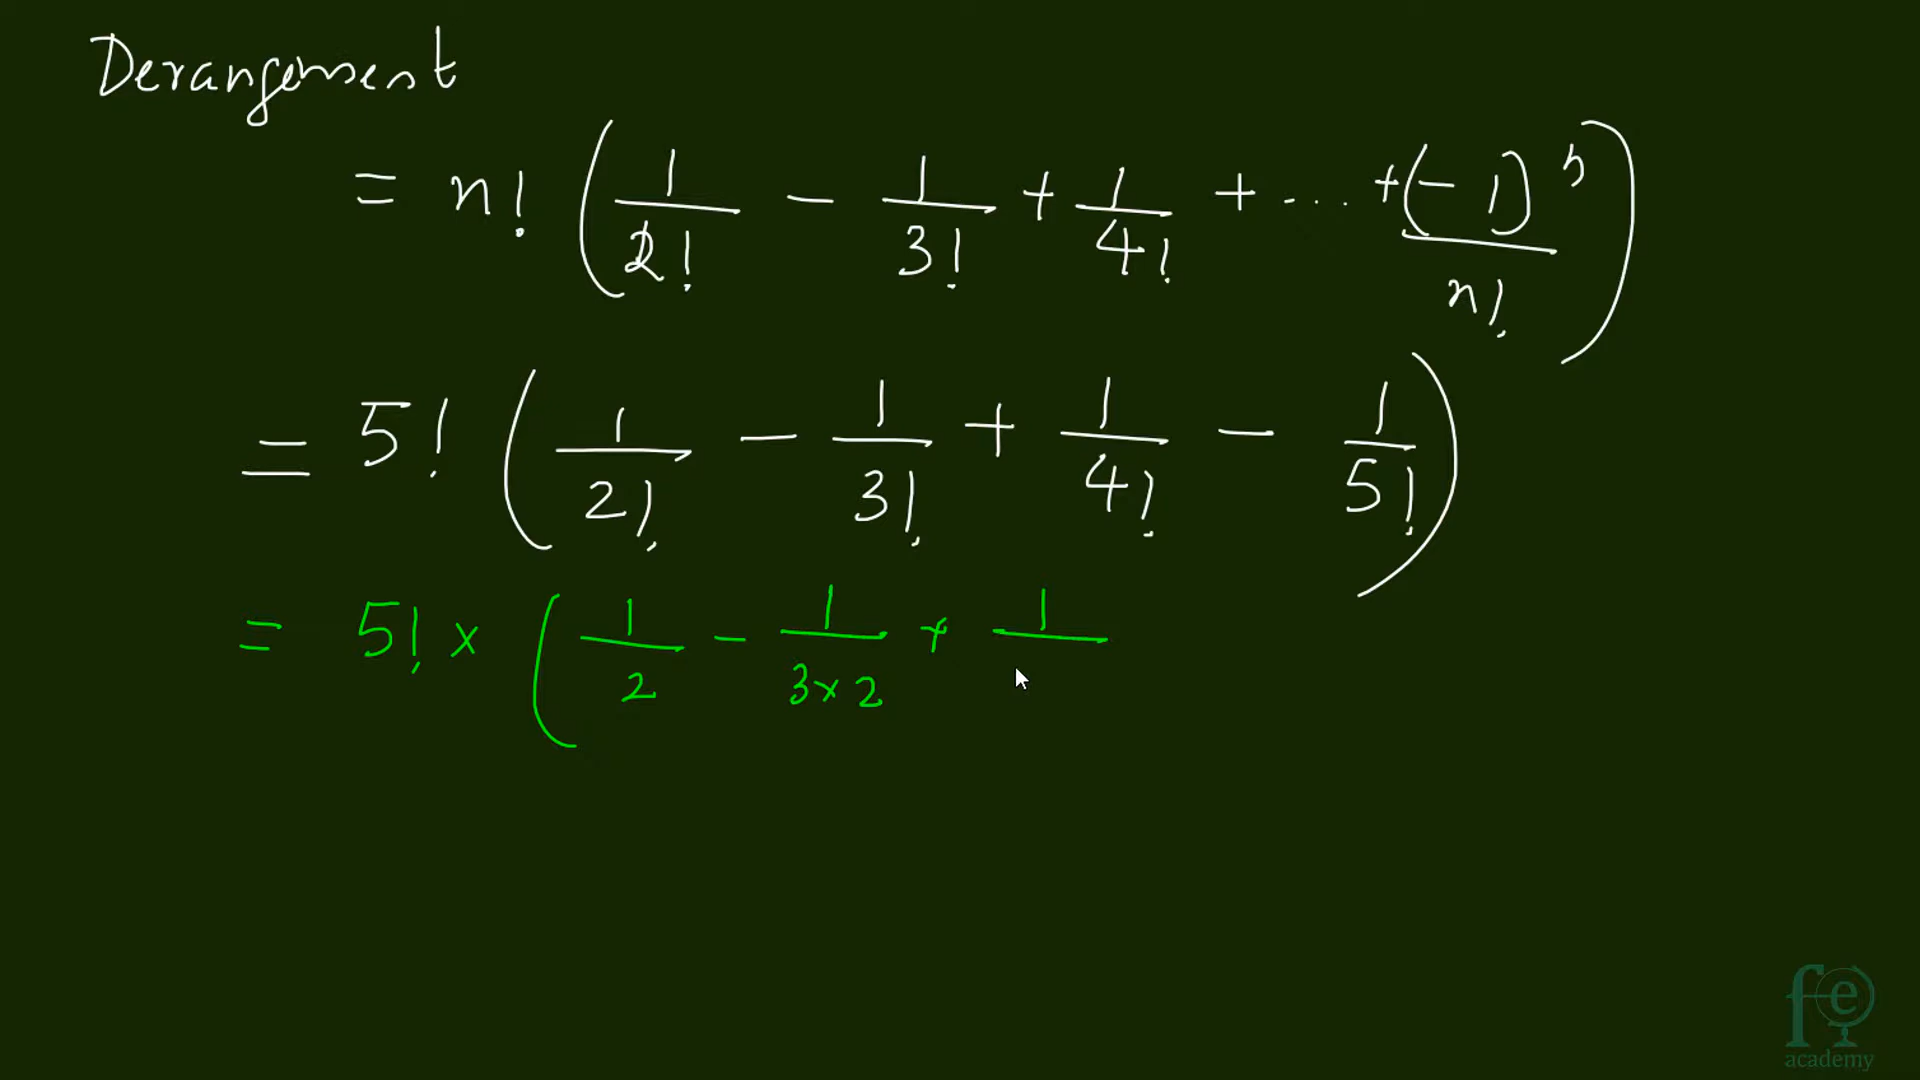 Derangement
= n! ( 1/2! - 1/3! + 1/4! + ... + (-1)^n/n! )
= 5! ( 1/2! - 1/3! + 1/4! - 1/5! )
= 5! × ( 1/2 - 1/3×2 + 1/
fe
academy